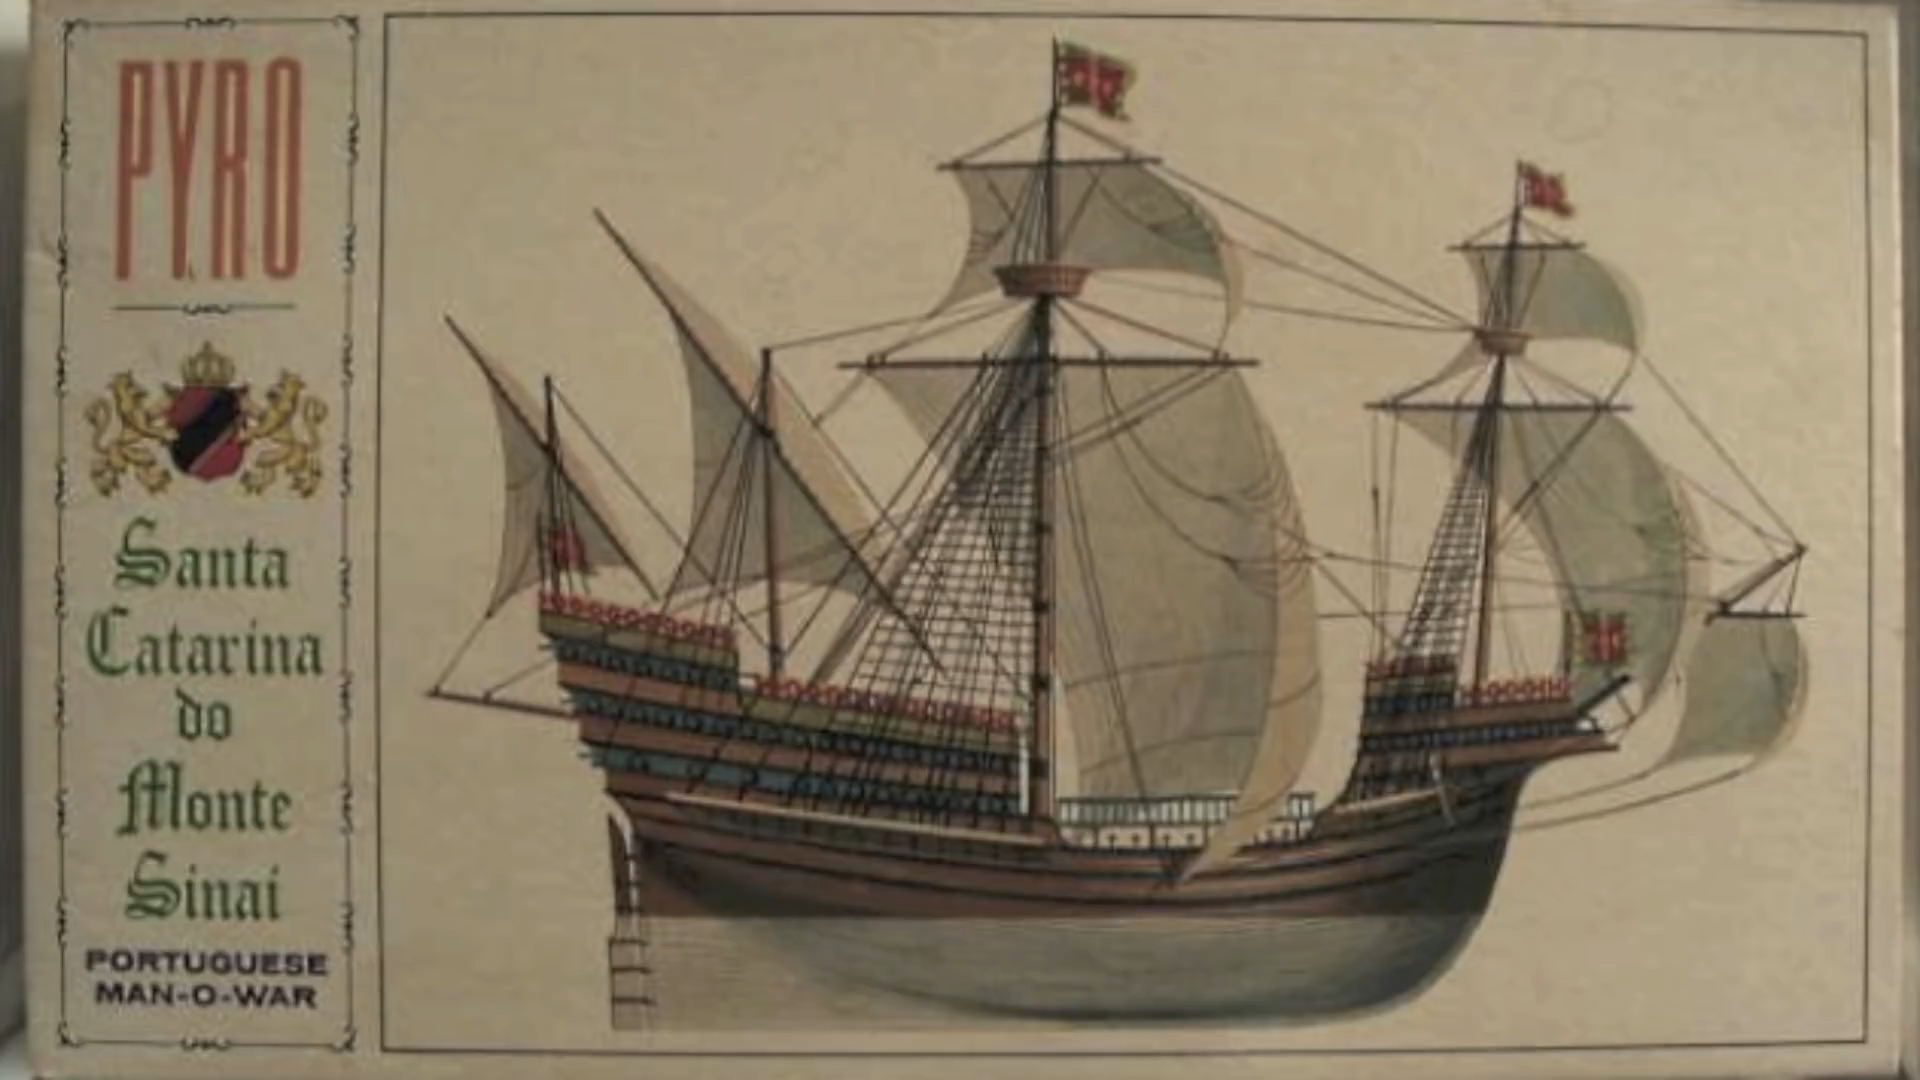 PYRO
Santa
Catarina
do
Monte
Sinai
PORTUGUESE
MAN-O-WAR